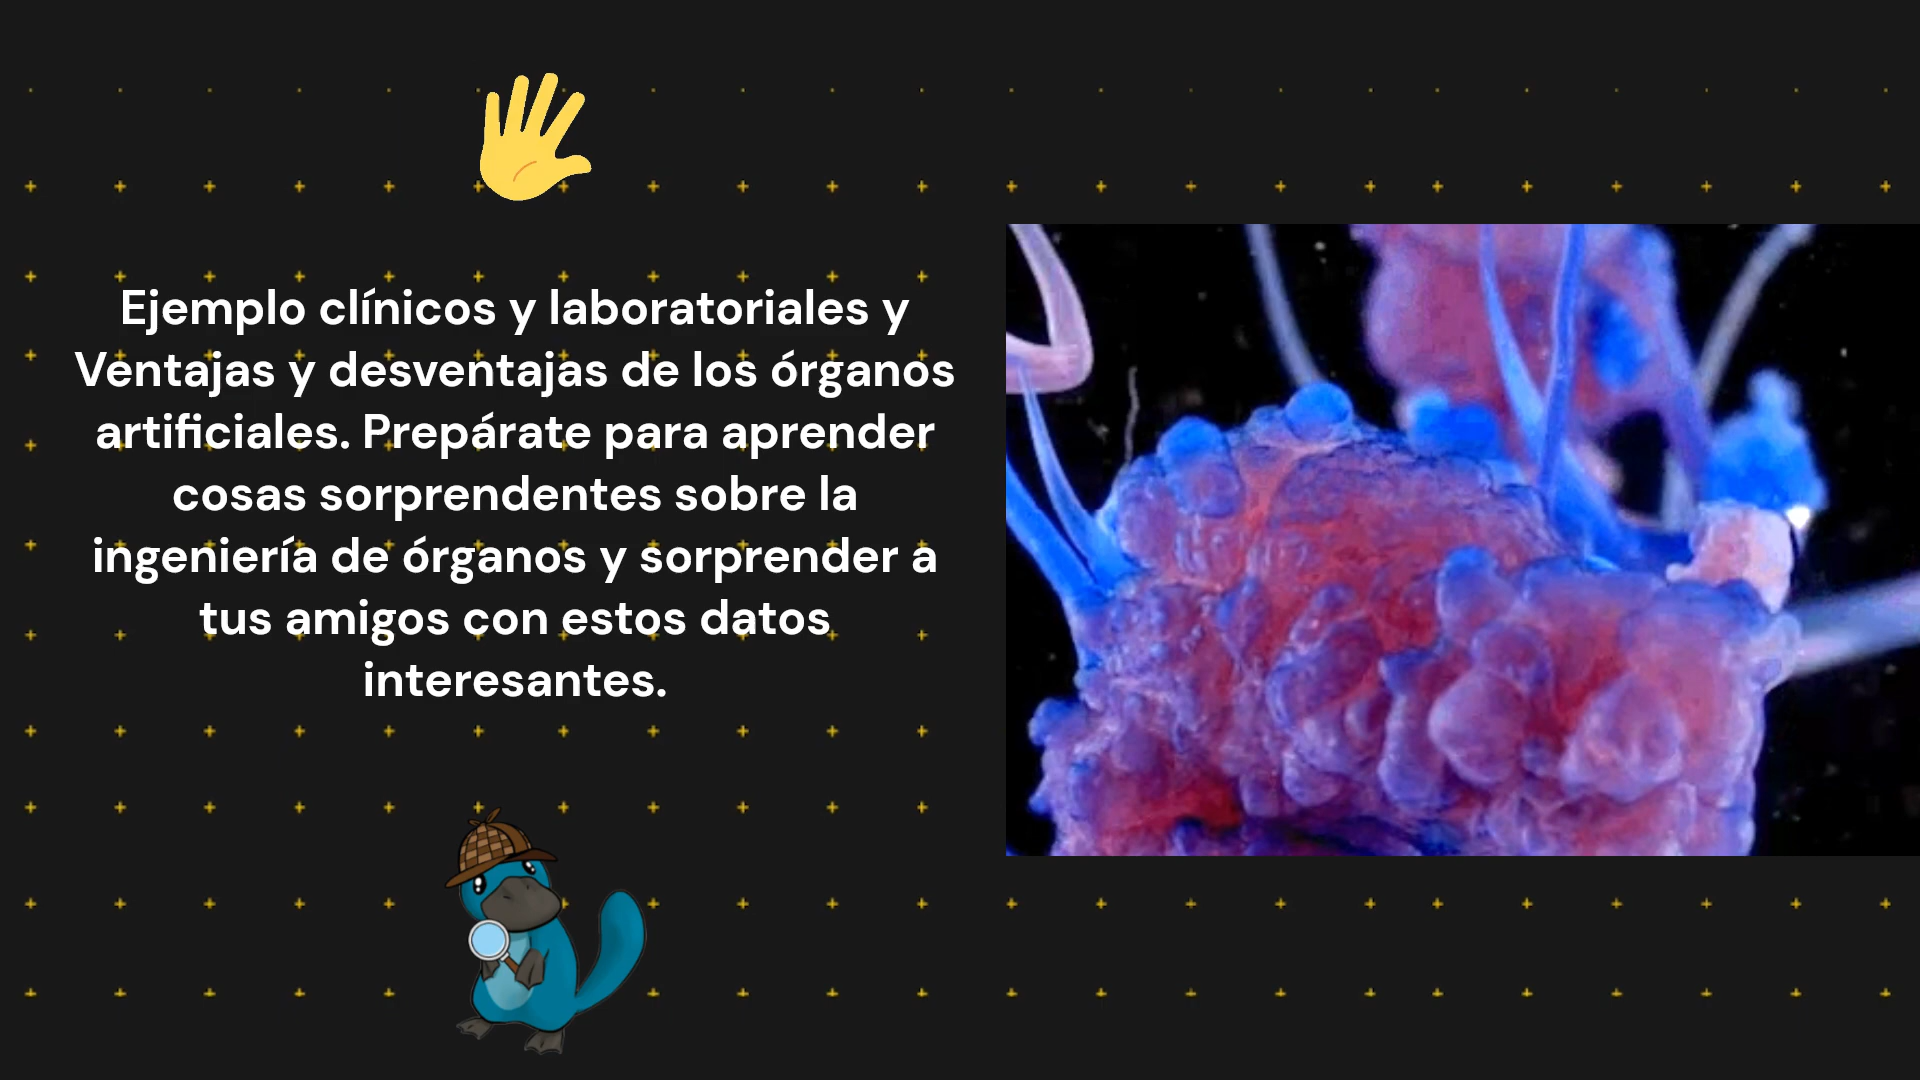 Ejemplo clínicos y laboratoriales y
Ventajas y desventajas de los órganos
artificiales. Prepárate para aprender
cosas sorprendentes sobre la
ingeniería de órganos y sorprender a
tus amigos con estos datos
interesantes.